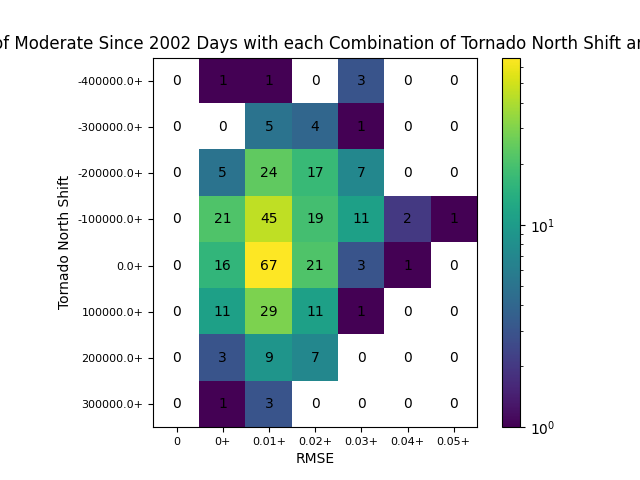 of Moderate Since 2002 Days with each Combination of Tornado North Shift
Tornado North Shift
-400000.0+ 0 1 1 0 3 0 0
-300000.0+ 0 0 5 4 1 0 0
-200000.0+ 0 5 24 17 7 0 0
-100000.0+ 0 21 45 19 11 2 1
0.0+ 0 16 67 21 3 1 0
100000.0+ 0 11 29 11 1 0 0
200000.0+ 0 3 9 7 0 0 0
300000.0+ 0 1 3 0 0 0 0
0 0+ 0.01+ 0.02+ 0.03+ 0.04+ 0.05+
RMSE
10¹
10⁰